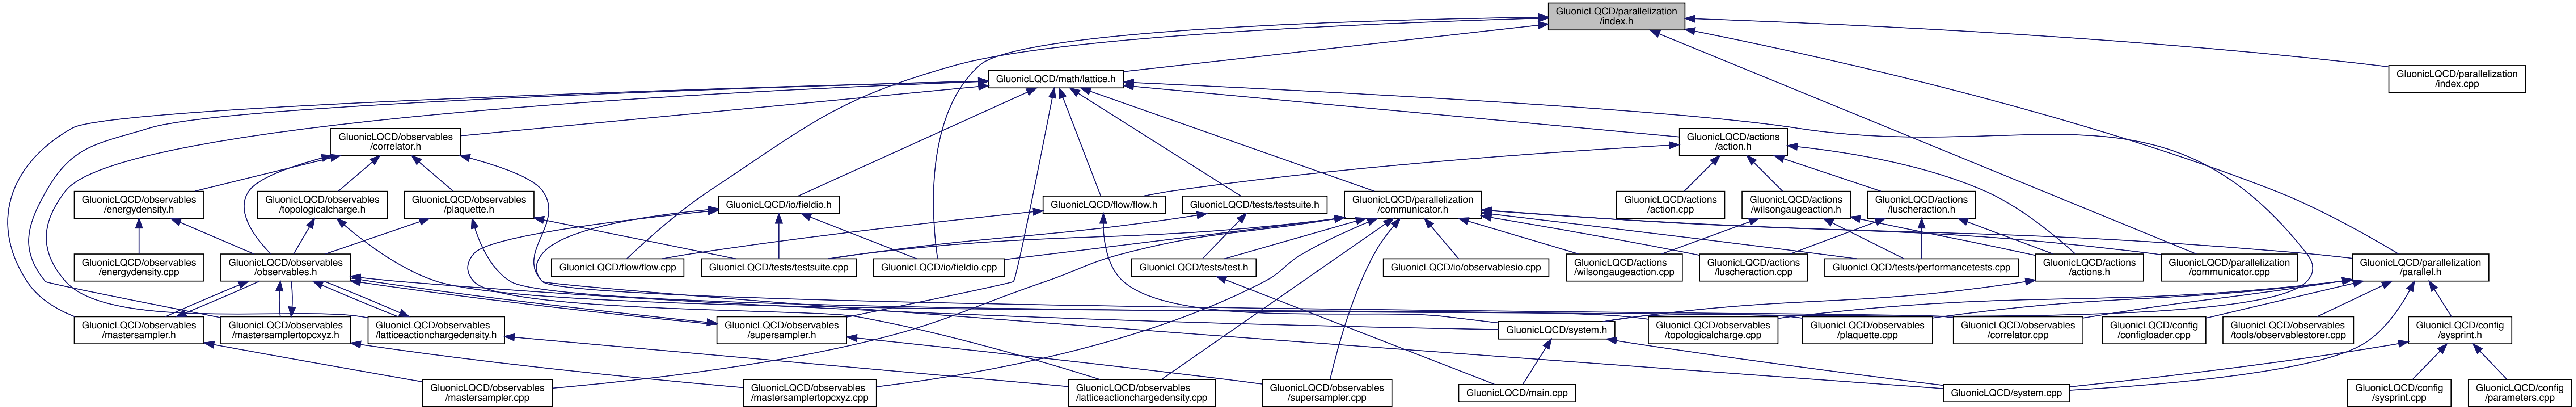 GluonicLQCD/parallelization
/index.h
GluonicLQCD/math/lattice.h
GluonicLQCD/parallelization
/index.cpp
GluonicLQCD/observables
/correlator.h
GluonicLQCD/actions
/action.h
GluonicLQCD/observables
/energydensity.h
GluonicLQCD/observables
/topologicalcharge.h
GluonicLQCD/observables
/plaquette.h
GluonicLQCD/io/fieldio.h
GluonicLQCD/flow/flow.h
GluonicLQCD/tests/testsuite.h
GluonicLQCD/parallelization
/communicator.h
GluonicLQCD/actions
/action.cpp
GluonicLQCD/actions
/wilsongaugeaction.h
GluonicLQCD/actions
/luscheraction.h
GluonicLQCD/observables
/energydensity.cpp
GluonicLQCD/observables
/observables.h
GluonicLQCD/flow/flow.cpp
GluonicLQCD/tests/testsuite.cpp
GluonicLQCD/io/fieldio.cpp
GluonicLQCD/tests/test.h
GluonicLQCD/io/observablesio.cpp
GluonicLQCD/actions
/wilsongaugeaction.cpp
GluonicLQCD/actions
/luscheraction.cpp
GluonicLQCD/tests/performancetests.cpp
GluonicLQCD/actions
/actions.h
GluonicLQCD/parallelization
/communicator.cpp
GluonicLQCD/parallelization
/parallel.h
GluonicLQCD/observables
/mastersampler.h
GluonicLQCD/observables
/mastersamplertopcxyz.h
GluonicLQCD/observables
/latticeactionchargedensity.h
GluonicLQCD/observables
/supersampler.h
GluonicLQCD/system.h
GluonicLQCD/observables
/topologicalcharge.cpp
GluonicLQCD/observables
/plaquette.cpp
GluonicLQCD/observables
/correlator.cpp
GluonicLQCD/config
/configloader.cpp
GluonicLQCD/observables
/tools/observablestorer.cpp
GluonicLQCD/config
/sysprint.h
GluonicLQCD/observables
/mastersampler.cpp
GluonicLQCD/observables
/mastersamplertopcxyz.cpp
GluonicLQCD/observables
/latticeactionchargedensity.cpp
GluonicLQCD/observables
/supersampler.cpp
GluonicLQCD/main.cpp
GluonicLQCD/system.cpp
GluonicLQCD/config
/sysprint.cpp
GluonicLQCD/config
/parameters.cpp